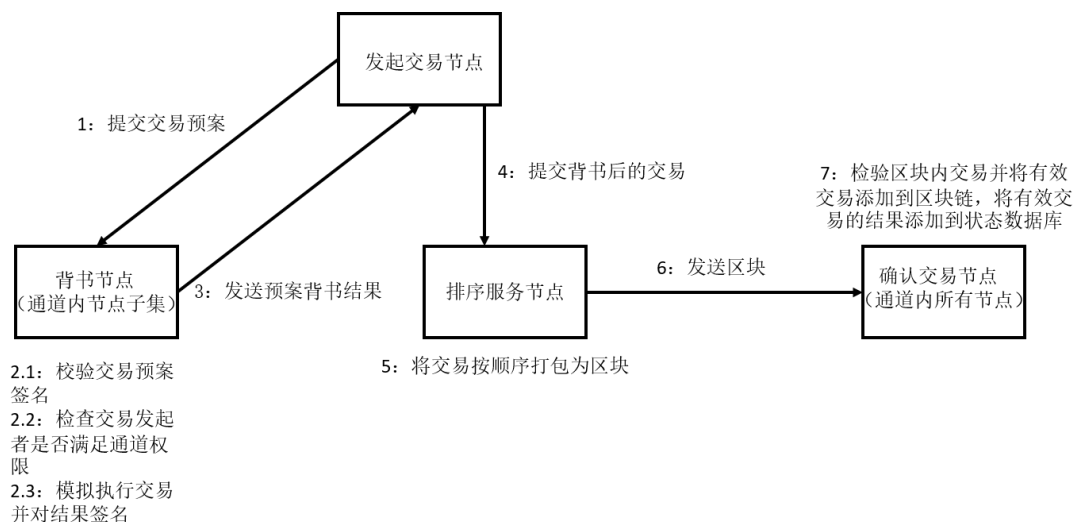 发起交易节点
1：提交交易预案
4：提交背书后的交易
7：检验区块内交易并将有效
交易添加到区块链，将有效交
易的结果添加到状态数据库
背书节点
（通道内节点子集）
3：发送预案背书结果
排序服务节点
6：发送区块
确认交易节点
（通道内所有节点）
5：将交易按顺序打包为区块
2.1：校验交易预案
签名
2.2：检查交易发起
者是否满足通道权
限
2.3：模拟执行交易
并对结果签名